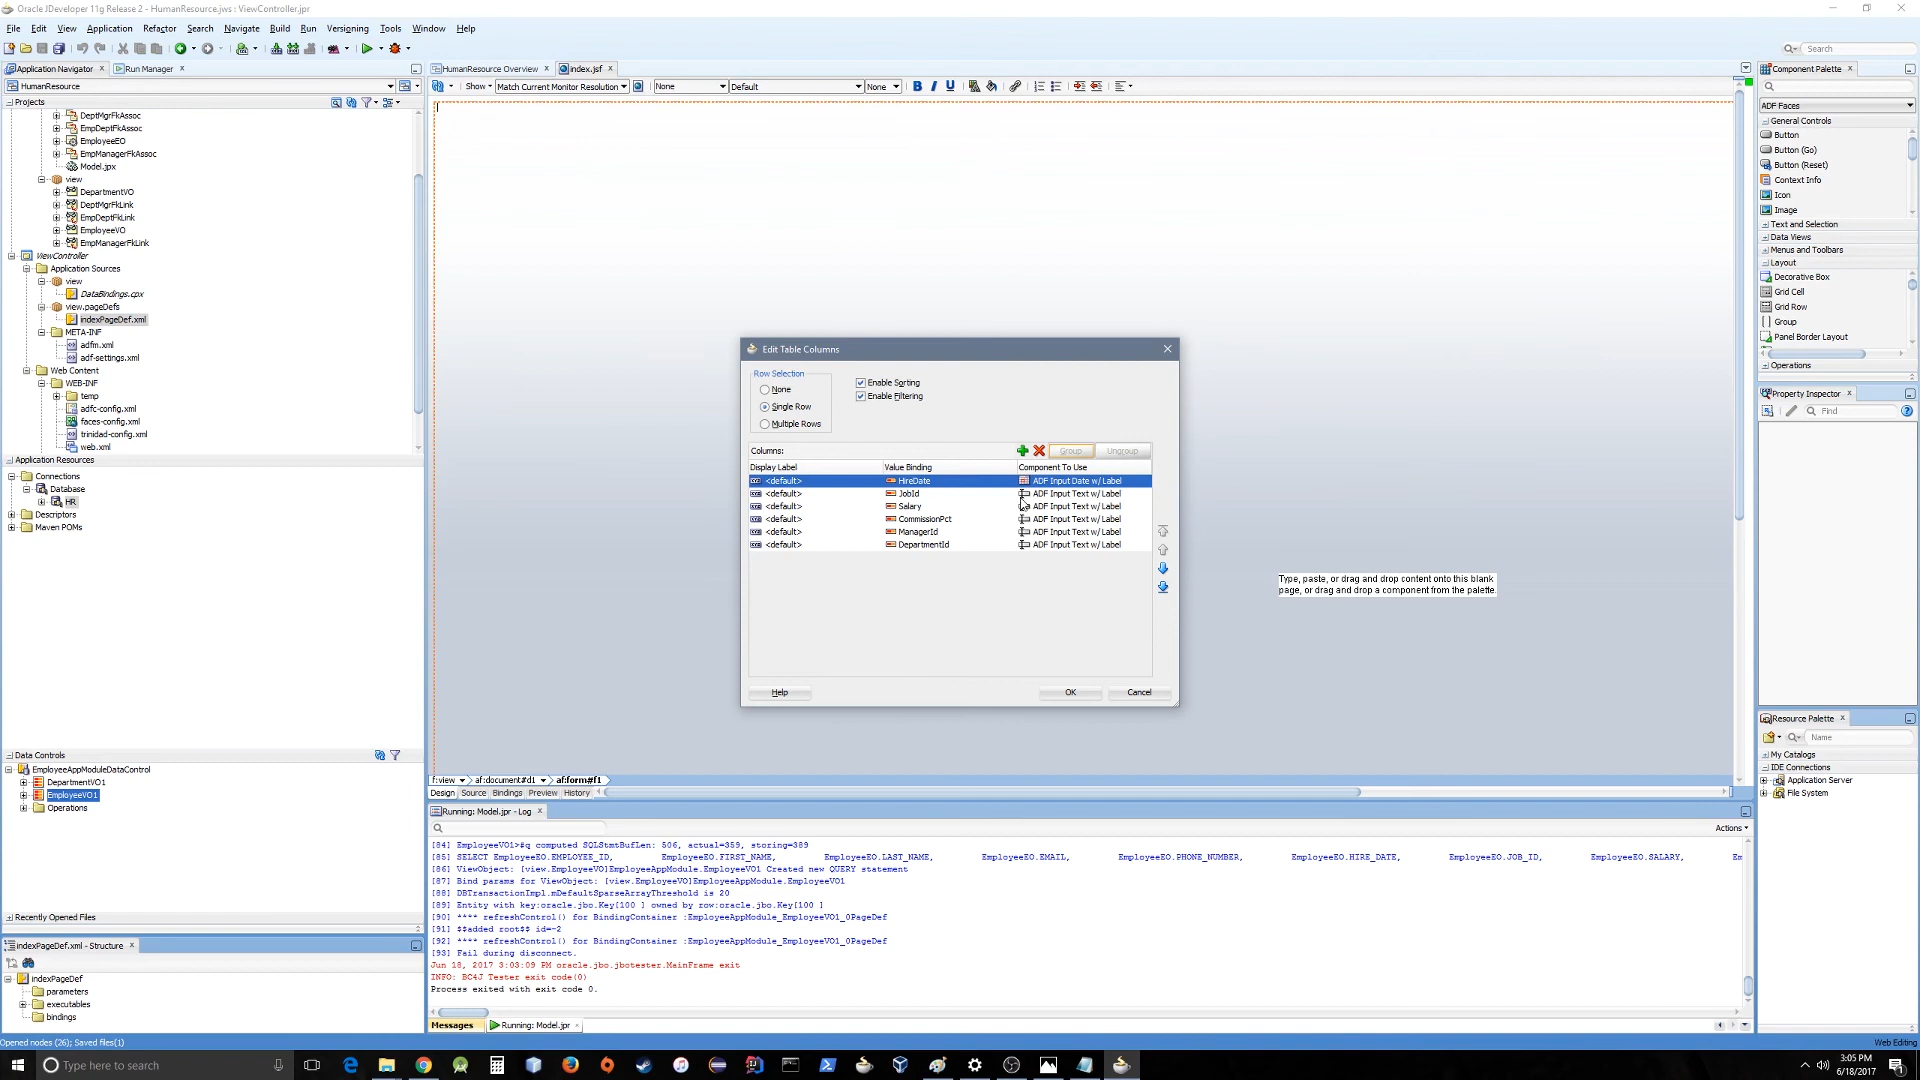 Oracle JDeveloper 11g Release 2 - HumanResource.jws : ViewController.jpr
File Edit View Application Refactor Search Navigate Build Run Versioning Tools Window Help
Search
Application Navigator
Run Manager
HumanResource
Projects
DeptMgrFkAssoc
EmpDeptFkAssoc
EmployeeEO
EmpManagerFkAssoc
Model.jpx
view
DepartmentVO
DeptMgrFkLink
EmpDeptFkLink
EmployeeVO
EmpManagerFkLink
ViewController
Application Sources
view
DataBindings.cpx
view.pageDefs
indexPageDef.xml
META-INF
adfm.xml
adf-settings.xml
Web Content
WEB-INF
temp
adfc-config.xml
faces-config.xml
trinidad-config.xml
web.xml
Application Resources
Connections
Database
HR
Descriptors
Maven POMs
Data Controls
EmployeeAppModuleDataControl
DepartmentVO1
EmployeeVO1
Operations
Recently Opened Files
indexPageDef.xml - Structure
indexPageDef
parameters
executables
bindings
HumanResource Overview
index.jsf
Show Match Current Monitor Resolution None Default None B I U
Edit Table Columns
Row Selection
None
Single Row
Multiple Rows
Enable Sorting
Enable Filtering
Columns: Group Ungroup
Display Label Value Binding Component To Use
<default> HireDate ADF Input Date w/ Label
<default> JobId ADF Input Text w/ Label
<default> Salary ADF Input Text w/ Label
<default> CommissionPct ADF Input Text w/ Label
<default> ManagerId ADF Input Text w/ Label
<default> DepartmentId ADF Input Text w/ Label
Help OK Cancel
Type, paste, or drag and drop content onto this blank
page, or drag and drop a component from the palette.
f:view af:document#d1 af:form#f1
Design Source Bindings Preview History
Running: Model.jpr - Log
Actions
[84] EmployeeVO1>#q computed SQLStmtBufLen: 506, actual=359, storing=389
[85] SELECT EmployeeEO.EMPLOYEE_ID, EmployeeEO.FIRST_NAME, EmployeeEO.LAST_NAME, EmployeeEO.EMAIL, EmployeeEO.PHONE_NUMBER, EmployeeEO.HIRE_DATE, EmployeeEO.JOB_ID, EmployeeEO.SALARY, Em
[86] ViewObject: [view.EmployeeVO]EmployeeAppModule.EmployeeVO1 Created new QUERY statement
[87] Bind params for ViewObject: [view.EmployeeVO]EmployeeAppModule.EmployeeVO1
[88] DBTransactionImpl.mDefaultSparseArrayThreshold is 20
[89] Entity with key:oracle.jbo.Key[100 ] owned by row:oracle.jbo.Key[100 ]
[90] **** refreshControl() for BindingContainer :EmployeeAppModule_EmployeeVO1_0PageDef
[91] $$added root$$ id=-2
[92] **** refreshControl() for BindingContainer :EmployeeAppModule_EmployeeVO1_0PageDef
[93] Fail during disconnect.
Jun 18, 2017 3:03:09 PM oracle.jbo.jbotester.MainFrame exit
INFO: BC4J Tester exit code(0)
Process exited with exit code 0.
Messages Running: Model.jpr
Component Palette
ADF Faces
General Controls
Button
Button (Go)
Button (Reset)
Context Info
Icon
Image
Text and Selection
Data Views
Menus and Toolbars
Layout
Decorative Box
Grid Cell
Grid Row
Group
Panel Border Layout
Operations
Property Inspector
Find
Resource Palette
Name
My Catalogs
IDE Connections
Application Server
File System
Opened nodes (26); Saved files(1)
Web Editing
Type here to search
3:05 PM
6/18/2017